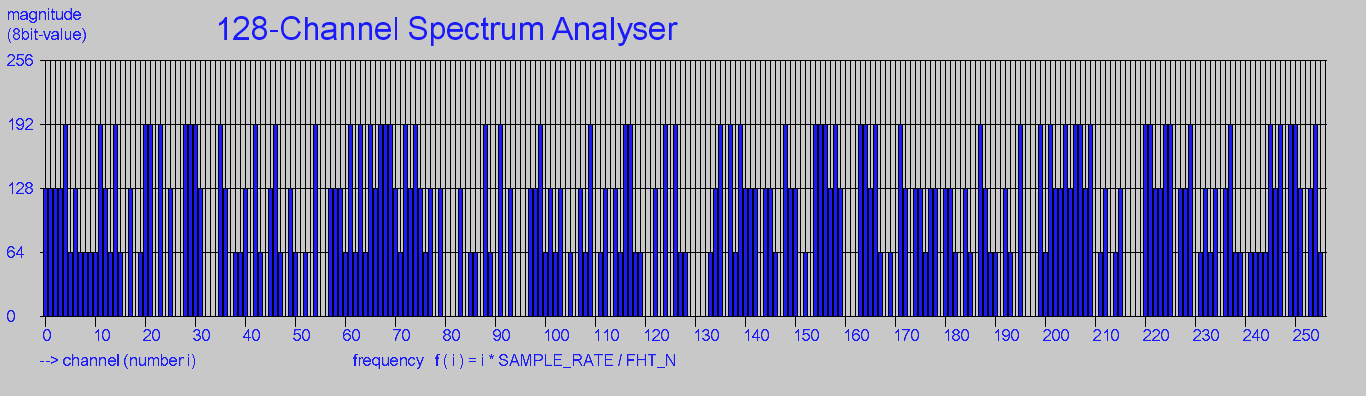 magnitude
(8bit-value)
128-Channel Spectrum Analyser
256
192
128
64
0
0 10 20 30 40 50 60 70 80 90 100 110 120 130 140 150 160 170 180 190 200 210 220 230 240 250
--> channel (number i)
frequency f ( i ) = i * SAMPLE_RATE / FHT_N